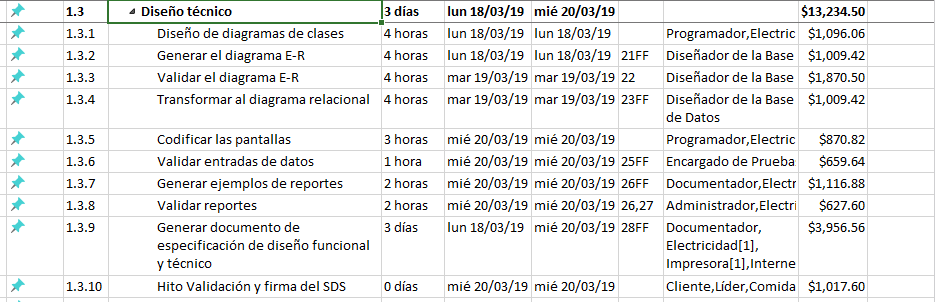 1.3 Diseño técnico 3 días lun 18/03/19 mié 20/03/19 $13,234.50
1.3.1 Diseño de diagramas de clases 4 horas lun 18/03/19 lun 18/03/19 Programador,Electric $1,096.06
1.3.2 Generar el diagrama E-R 4 horas lun 18/03/19 lun 18/03/19 21FF Diseñador de la Base $1,009.42
1.3.3 Validar el diagrama E-R 4 horas mar 19/03/19 mar 19/03/19 22 Diseñador de la Base $1,870.50
1.3.4 Transformar al diagrama relacional 4 horas mar 19/03/19 mar 19/03/19 23FF Diseñador de la Base $1,009.42
de Datos
1.3.5 Codificar las pantallas 3 horas mié 20/03/19 mié 20/03/19 Programador,Electric $870.82
1.3.6 Validar entradas de datos 1 hora mié 20/03/19 mié 20/03/19 25FF Encargado de Prueba $659.64
1.3.7 Generar ejemplos de reportes 2 horas mié 20/03/19 mié 20/03/19 26FF Documentador,Elect $1,116.88
1.3.8 Validar reportes 2 horas mié 20/03/19 mié 20/03/19 26,27 Administrador,Electri $627.60
1.3.9 Generar documento de 3 días lun 18/03/19 mié 20/03/19 28FF Documentador, $3,956.56
especificación de diseño funcional Electricidad[1],
y técnico Impresora[1],Interne
1.3.10 Hito Validación y firma del SDS 0 días mié 20/03/19 mié 20/03/19 Cliente,Líder,Comida $1,017.60